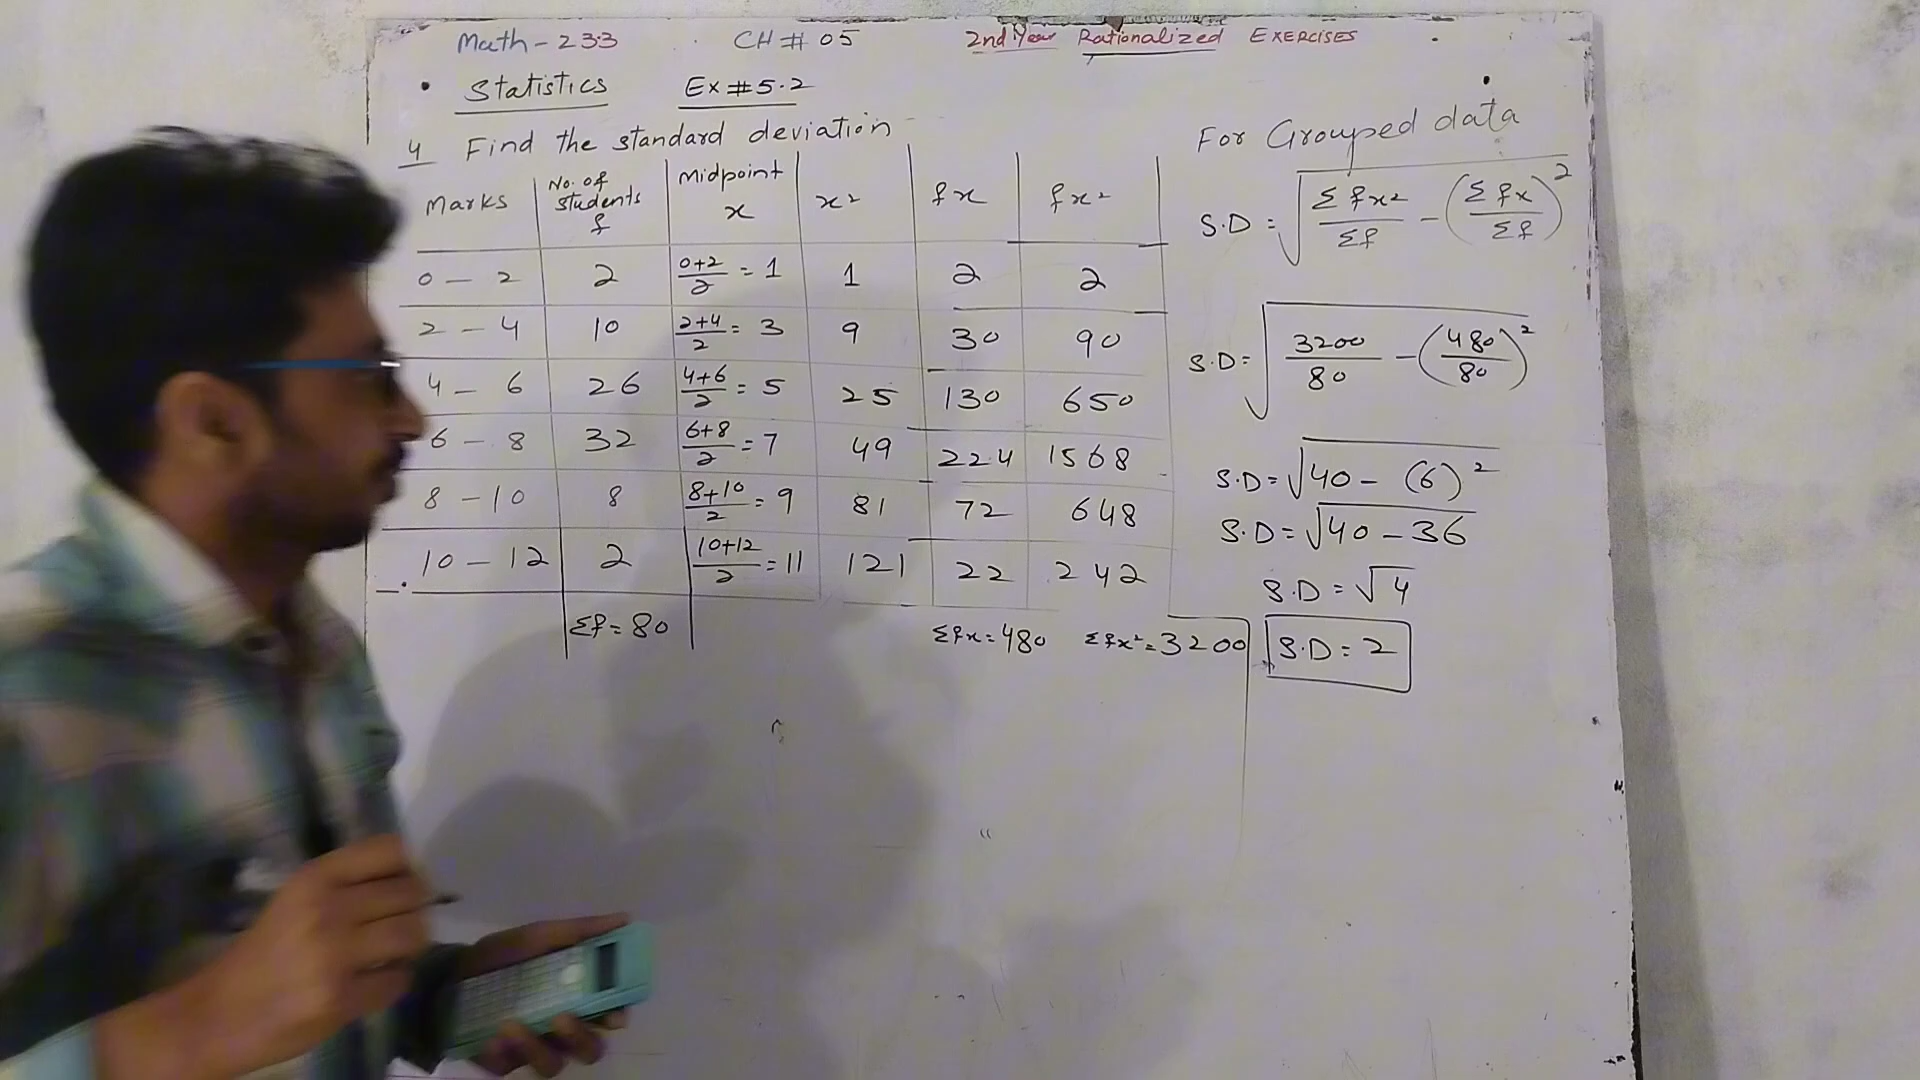 Math-233 CH # 05 2nd Year Rationalized EXERCISES
• Statistics Ex # 5.2
4 Find the standard deviation
Marks No. of students f Midpoint x x² fx fx²
0 – 2 2 0+2/2 = 1 1 2 2
2 – 4 10 2+4/2 = 3 9 30 90
4 – 6 26 4+6/2 = 5 25 130 650
6 – 8 32 6+8/2 = 7 49 224 1568
8 – 10 8 8+10/2 = 9 81 72 648
10 – 12 2 10+12/2 = 11 121 22 242
Σf = 80 Σfx = 480 Σfx² = 3200
For Grouped data
S.D = √(Σfx²/Σf – (Σfx/Σf)²)
S.D = √(3200/80 – (480/80)²)
S.D = √(40 – (6)²)
S.D = √(40 – 36)
S.D = √4
S.D = 2